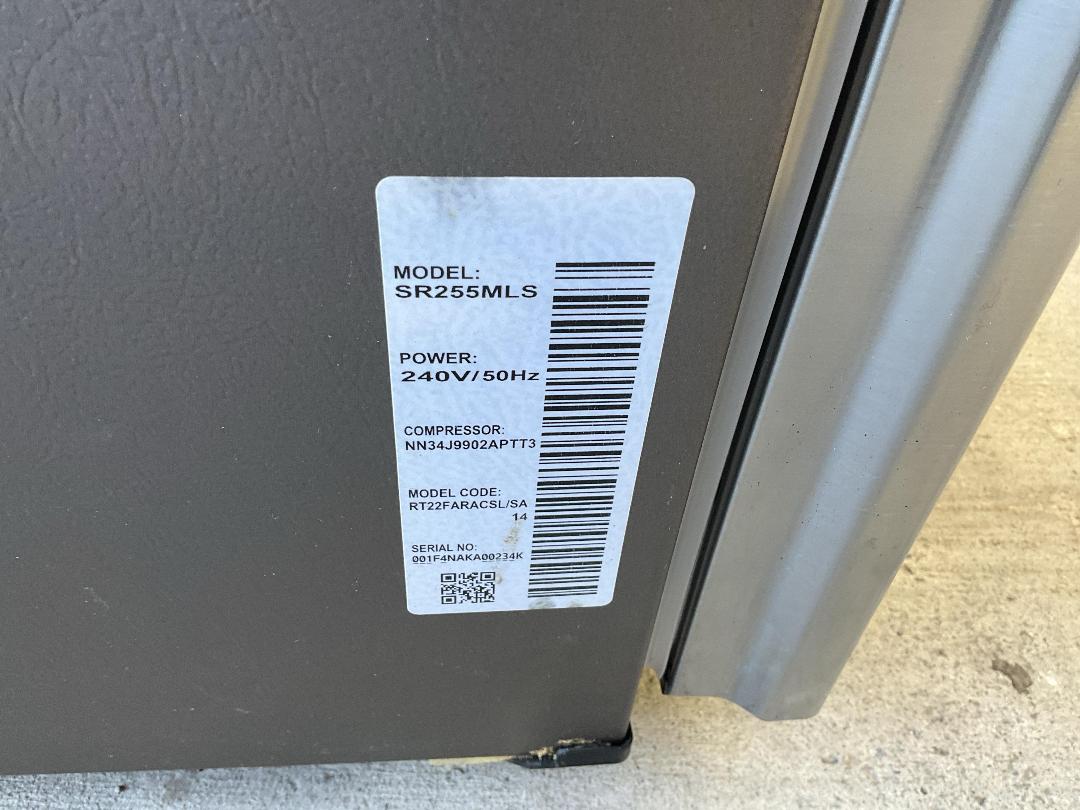 MODEL:
SR255MLS
POWER:
240V/50Hz
COMPRESSOR:
NN34J9902APTT3
MODEL CODE:
RT22FARACSL/SA
14
SERIAL NO:
001F4NAKA00234K